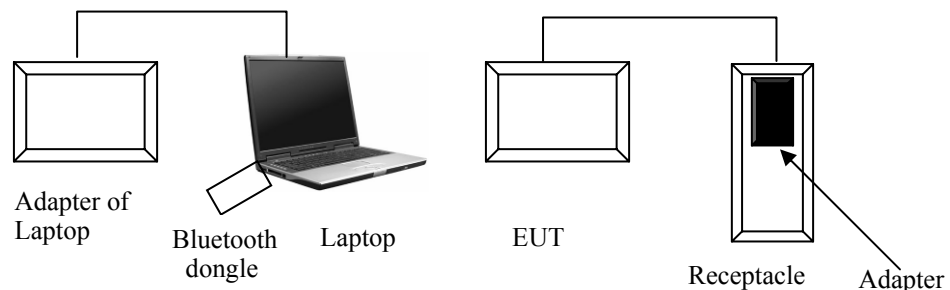 Adapter of
Laptop
Bluetooth
dongle
Laptop
EUT
Receptacle
Adapter